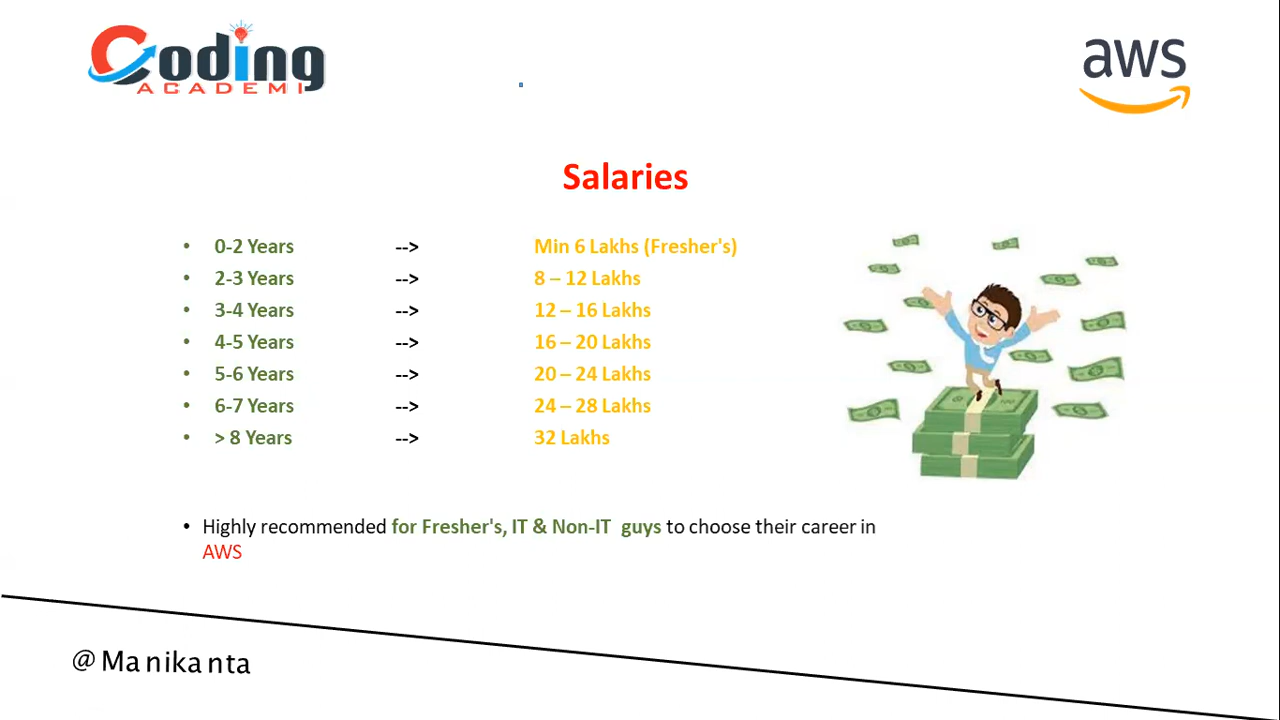 Coding
ACADEMI
aws
Salaries
• 0-2 Years --> Min 6 Lakhs (Fresher's)
• 2-3 Years --> 8 – 12 Lakhs
• 3-4 Years --> 12 – 16 Lakhs
• 4-5 Years --> 16 – 20 Lakhs
• 5-6 Years --> 20 – 24 Lakhs
• 6-7 Years --> 24 – 28 Lakhs
• > 8 Years --> 32 Lakhs
• Highly recommended for Fresher's, IT & Non-IT guys to choose their career in
AWS
@Manikanta